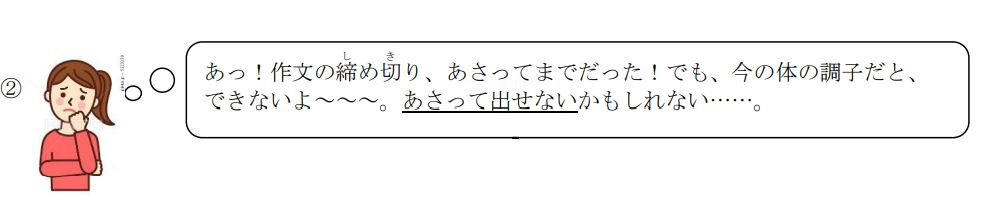 ②
あっ！作文の締め切り、あさってまでだった！でも、今の体の調子だと、
できないよ～～～。あさって出せないかもしれない……。